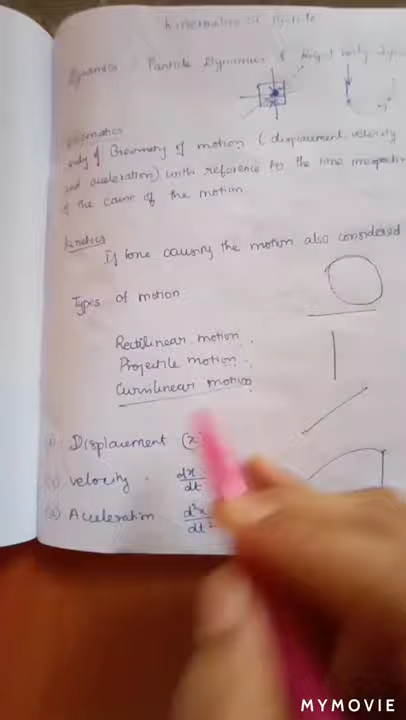 Kinematics of Particle
Dynamics : Particle Dynamics & Rigid body
Kinematics
study of Geometry of motion (displacement, velocity
and acceleration) with reference to the time irrespective
of the cause of the motion.
Kinetics
If force causing the motion also considered
Types of motion
Rectilinear motion.
Projectile motion.
Curvilinear motion
Displacement (x)
Velocity. dx/dt
(a) Acceleration d²x/dt²
MYMOVIE